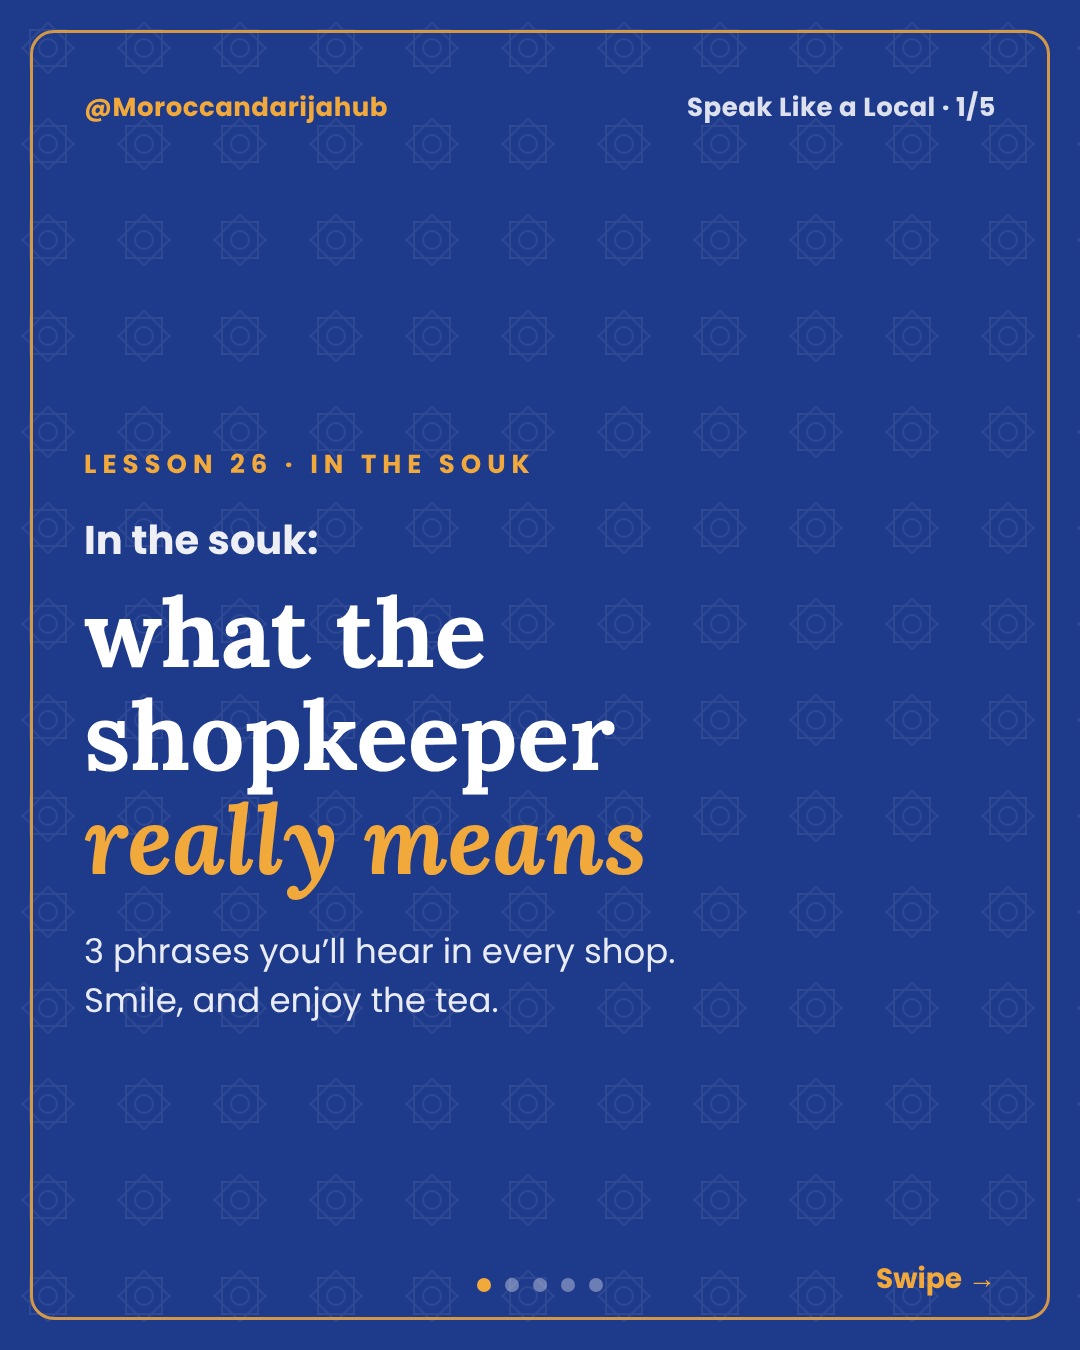 @Moroccandarijahub
Speak Like a Local · 1/5
LESSON 26 · IN THE SOUK
In the souk:
what the
shopkeeper
really means
3 phrases you’ll hear in every shop.
Smile, and enjoy the tea.
Swipe →